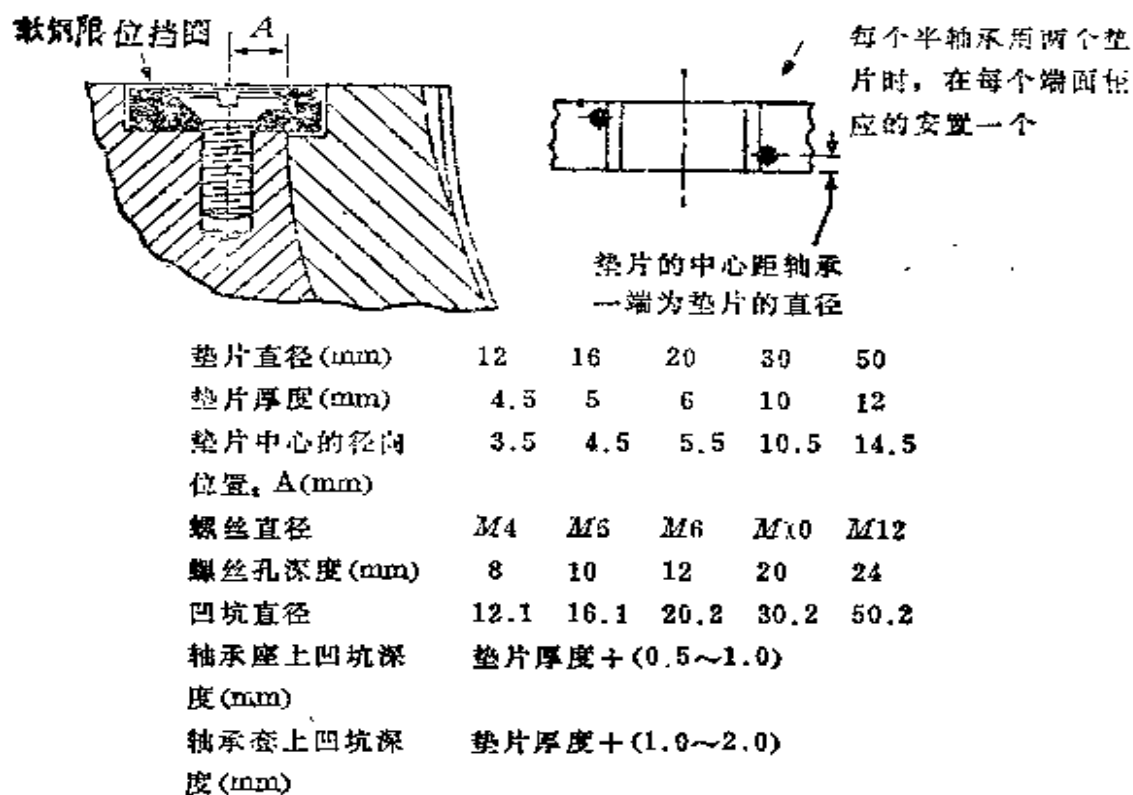 软钢限位挡圈
A
每个半轴承用两个垫
片时，在每个端面相
应的安置一个
垫片的中心距轴承
一端为垫片的直径
垫片直径(mm) 12 16 20 30 50
垫片厚度(mm) 4.5 5 6 10 12
垫片中心的径向 3.5 4.5 5.5 10.5 14.5
位置，A(mm)
螺丝直径 M4 M5 M6 M10 M12
螺丝孔深度(mm) 8 10 12 20 24
凹坑直径 12.1 16.1 20.2 30.2 50.2
轴承座上凹坑深 垫片厚度+(0.5~1.0)
度(mm)
轴承套上凹坑深 垫片厚度+(1.0~2.0)
度(mm)